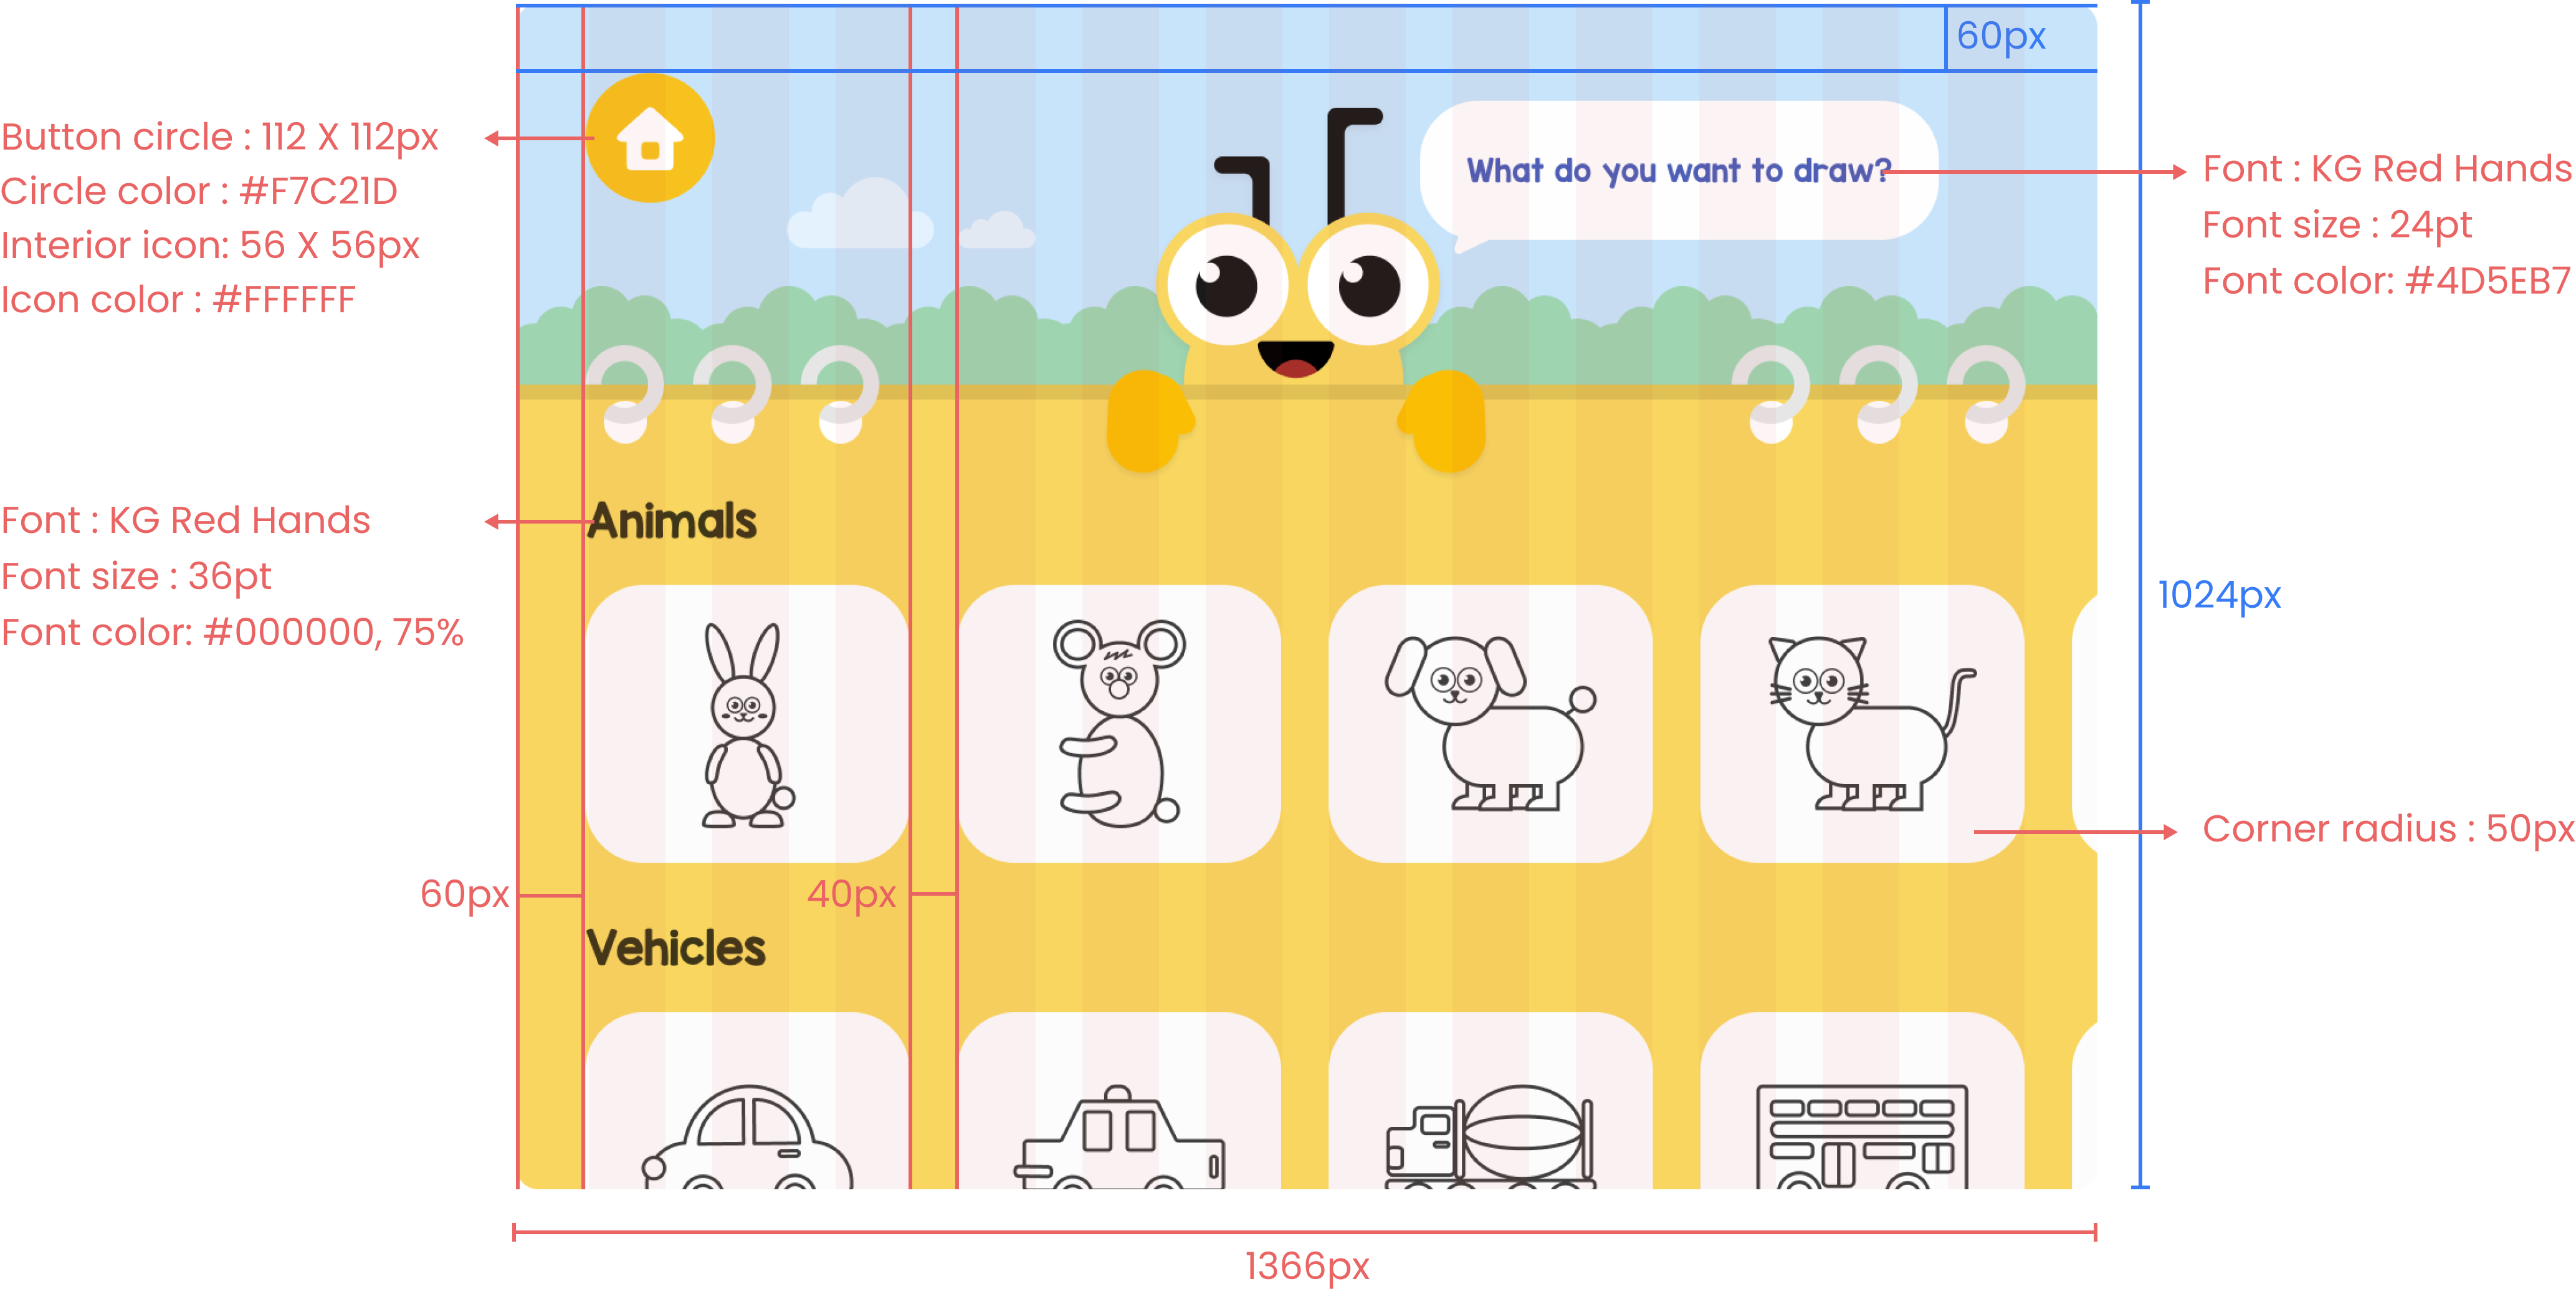 60px
Button circle : 112 X 112px
Circle color : #F7C21D
Interior icon: 56 X 56px
Icon color : #FFFFFF
What do you want to draw?
Font : KG Red Hands
Font size : 24pt
Font color: #4D5EB7
Font : KG Red Hands
Font size : 36pt
Font color: #000000, 75%
Animals
1024px
Corner radius : 50px
60px
40px
Vehicles
1366px